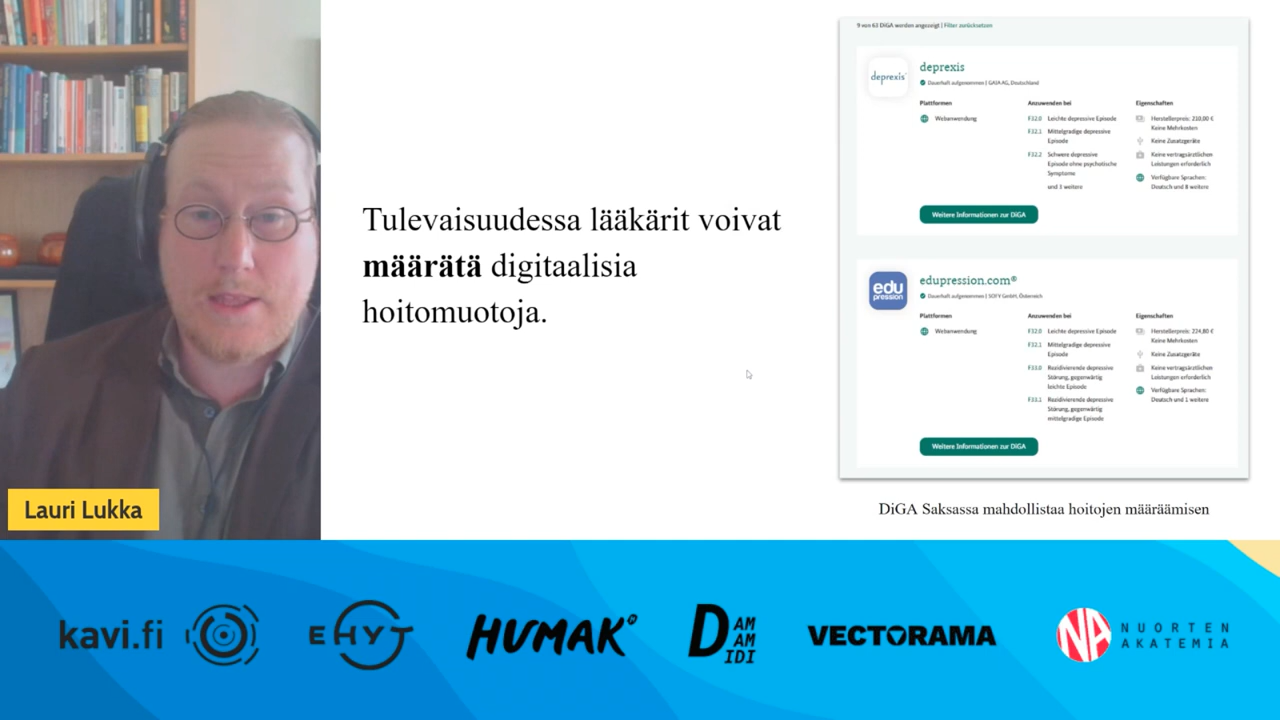 Lauri Lukka
Tulevaisuudessa lääkärit voivat
määrätä digitaalisia
hoitomuotoja.
9 von 63 DiGA werden angezeigt | Filter zurücksetzen
deprexis
deprexis
Dauerhaft aufgenommen | GAIA AG, Deutschland
Plattformen
Webanwendung
Anzuwenden bei
F32.0 Leichte depressive Episode
F32.1 Mittelgradige depressive
Episode
F32.2 Schwere depressive
Episode ohne psychotische
Symptome
und 3 weitere
Eigenschaften
Herstellerpreis: 210,00 €
Keine Mehrkosten
Keine Zusatzgeräte
Keine vertragsärztlichen
Leistungen erforderlich
Verfügbare Sprachen:
Deutsch und 8 weitere
Weitere Informationen zur DiGA
edu
pression
edupression.com®
Dauerhaft aufgenommen | SOFY GmbH, Österreich
Plattformen
Webanwendung
Anzuwenden bei
F32.0 Leichte depressive Episode
F32.1 Mittelgradige depressive
Episode
F33.0 Rezidivierende depressive
Störung, gegenwärtig
leichte Episode
F33.1 Rezidivierende depressive
Störung, gegenwärtig
mittelgradige Episode
Eigenschaften
Herstellerpreis: 224,80 €
Keine Mehrkosten
Keine Zusatzgeräte
Keine vertragsärztlichen
Leistungen erforderlich
Verfügbare Sprachen:
Deutsch und 1 weitere
Weitere Informationen zur DiGA
DiGA Saksassa mahdollistaa hoitojen määräämisen
kavi.fi
EHYT
HUMAK
DAM
AM
IDI
VECTORAMA
NA
NUORTEN
AKATEMIA